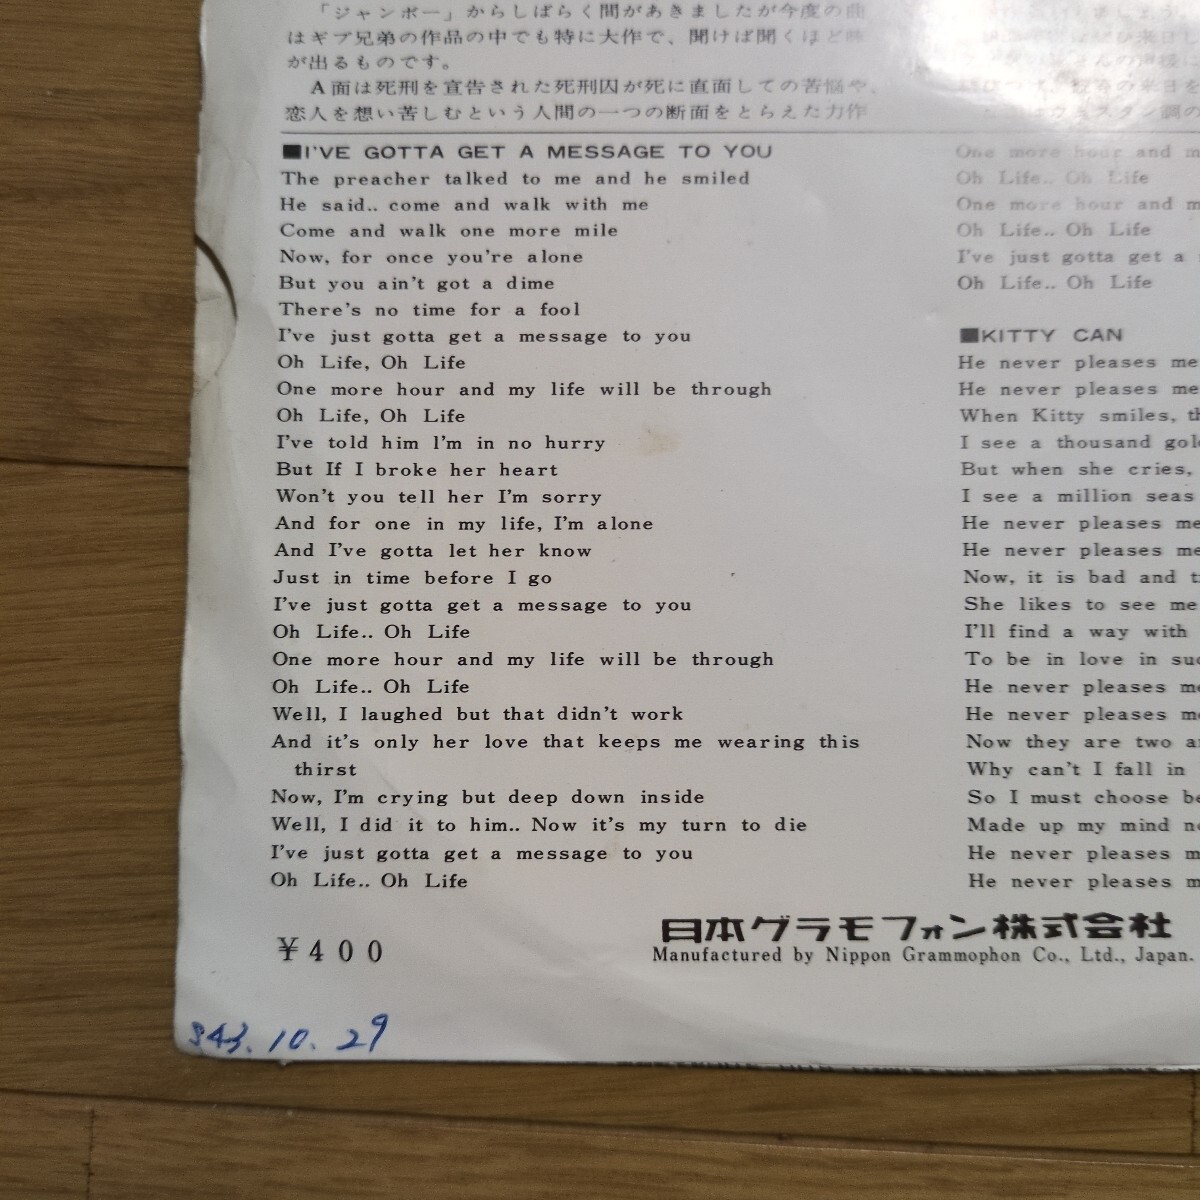 「ジャンボー」からしばらく間があきましたが今度の曲
はギブ兄弟の作品の中でも特に大作で、聞けば聞くほど味
が出るものです。
A面は死刑を宣告された死刑囚が死に直面しての苦悩や、
恋人を想い苦しむという人間の一つの断面をとらえた力作
■I'VE GOTTA GET A MESSAGE TO YOU
The preacher talked to me and he smiled
He said.. come and walk with me
Come and walk one more mile
Now, for once you're alone
But you ain't got a dime
There's no time for a fool
I've just gotta get a message to you
Oh Life, Oh Life
One more hour and my life will be through
Oh Life, Oh Life
I've told him l'm in no hurry
But If I broke her heart
Won't you tell her I'm sorry
And for one in my life, I'm alone
And I've gotta let her know
Just in time before I go
I've just gotta get a message to you
Oh Life.. Oh Life
One more hour and my life will be through
Oh Life.. Oh Life
Well, I laughed but that didn't work
And it's only her love that keeps me wearing this
thirst
Now, I'm crying but deep down inside
Well, I did it to him.. Now it's my turn to die
I've just gotta get a message to you
Oh Life.. Oh Life
One more hour and m
Oh Life.. Oh Life
One more hour and m
Oh Life.. Oh Life
I've just gotta get a
Oh Life.. Oh Life
■KITTY CAN
He never pleases me
He never pleases me
When Kitty smiles, th
I see a thousand gol
But when she cries,
I see a million seas
He never pleases me
He never pleases me
Now, it is bad and t
She likes to see me
I'll find a way with
To be in love in suc
He never pleases me
He never pleases me
Now they are two a
Why can't I fall in
So I must choose be
Made up my mind no
He never pleases m
He never pleases m
¥400
日本グラモフォン株式会社
Manufactured by Nippon Grammophon Co., Ltd., Japan.
S43. 10. 29